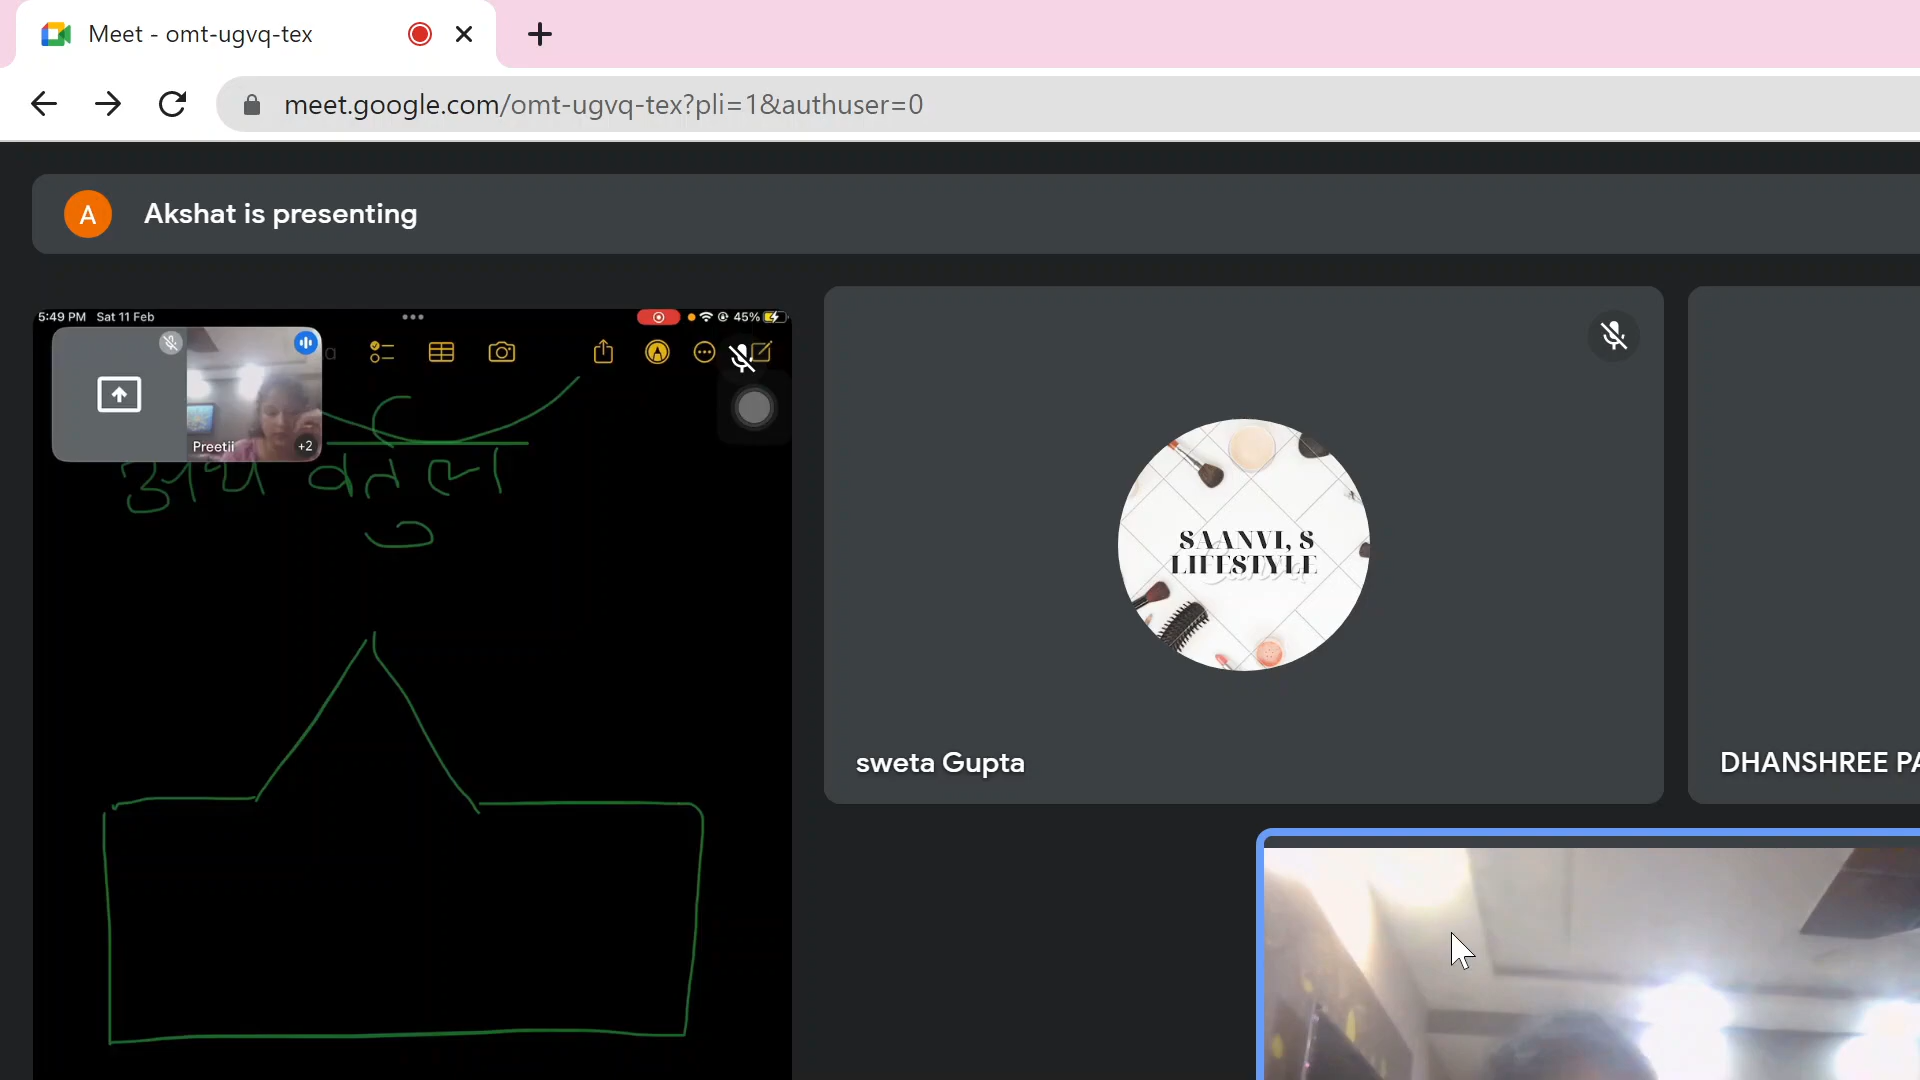 Meet - omt-ugvq-tex
meet.google.com/omt-ugvq-tex?pli=1&authuser=0
A
Akshat is presenting
5:49 PM Sat 11 Feb
45%
Preetii
+2
SAANVI, S
LIFESTYLE
sweta Gupta
DHANSHREE PA